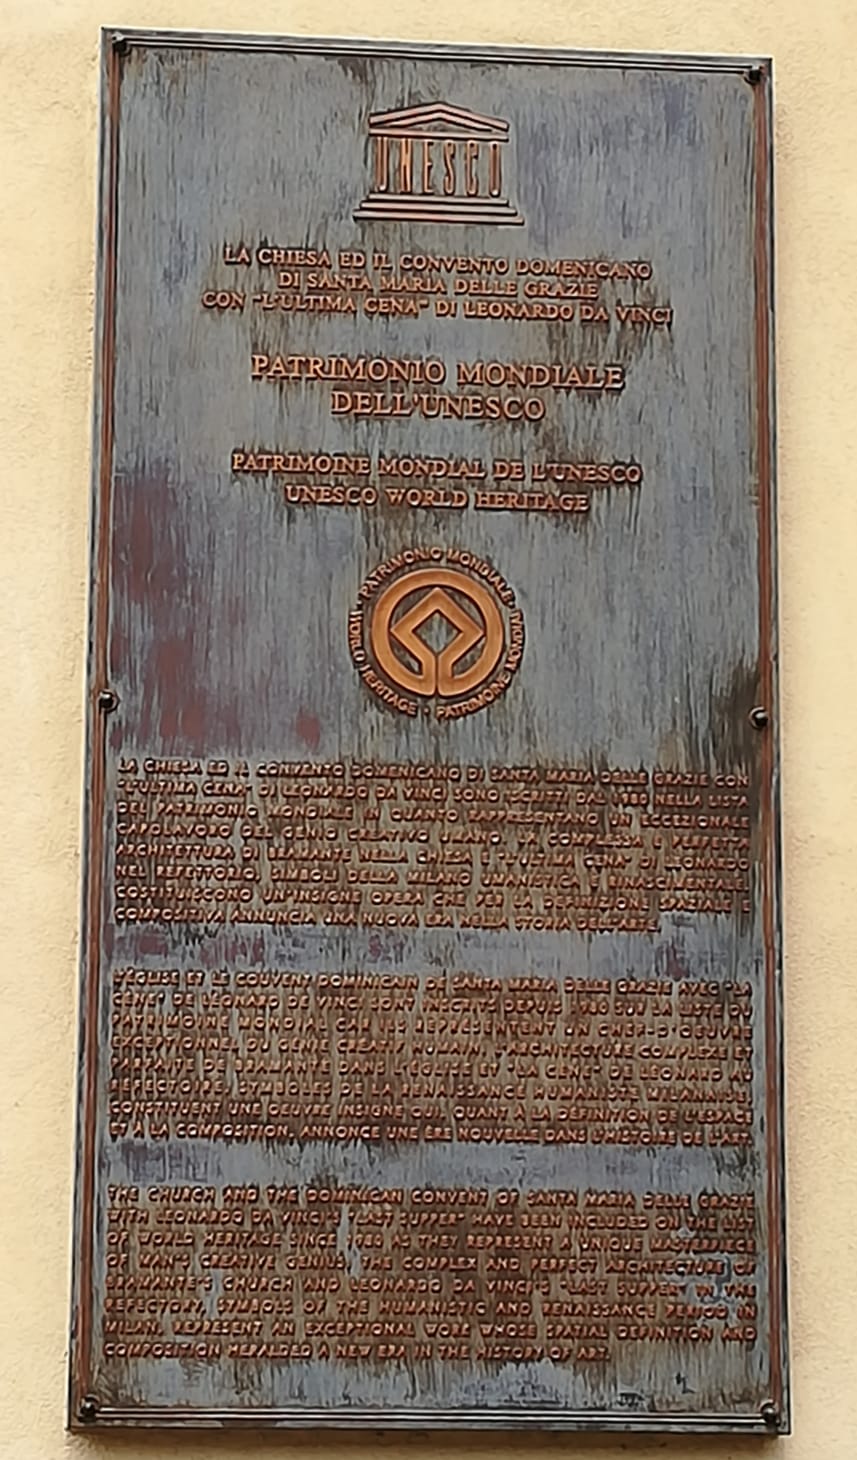 UNESCO
LA CHIESA ED IL CONVENTO DOMENICANO
DI SANTA MARIA DELLE GRAZIE
CON "L'ULTIMA CENA" DI LEONARDO DA VINCI
PATRIMONIO MONDIALE
DELL'UNESCO
PATRIMOINE MONDIAL DE L'UNESCO
UNESCO WORLD HERITAGE
PATRIMONIO MONDIALE · PATRIMOINE MONDIAL · WORLD HERITAGE ·
LA CHIESA ED IL CONVENTO DOMENICANO DI SANTA MARIA DELLE GRAZIE CON
"L'ULTIMA CENA" DI LEONARDO DA VINCI SONO ISCRITTI DAL 1980 NELLA LISTA
DEL PATRIMONIO MONDIALE IN QUANTO RAPPRESENTANO UN ECCEZIONALE
CAPOLAVORO DEL GENIO CREATIVO UMANO. LA COMPLESSA E PERFETTA
ARCHITETTURA DI BRAMANTE NELLA CHIESA E "L'ULTIMA CENA" DI LEONARDO
NEL REFETTORIO, SIMBOLI DELLA MILANO UMANISTICA E RINASCIMENTALE,
COSTITUISCONO UN'INSIGNE OPERA CHE PER LA DEFINIZIONE SPAZIALE E
COMPOSITIVA ANNUNCIA UNA NUOVA ERA NELLA STORIA DELL'ARTE.
L'ÉGLISE ET LE COUVENT DOMINICAIN DE SANTA MARIA DELLE GRAZIE AVEC "LA
CÈNE" DE LÉONARD DE VINCI SONT INSCRITS DEPUIS 1980 SUR LA LISTE DU
PATRIMOINE MONDIAL CAR ILS REPRÉSENTENT UN CHEF-D'OEUVRE
EXCEPTIONNEL DU GÉNIE CRÉATIF HUMAIN. L'ARCHITECTURE COMPLEXE ET
PARFAITE DE BRAMANTE DANS L'ÉGLISE ET "LA CÈNE" DE LÉONARD AU
RÉFECTOIRE, SYMBOLES DE LA RENAISSANCE HUMANISTE MILANAISE,
CONSTITUENT UNE OEUVRE INSIGNE QUI, QUANT À LA DÉFINITION DE L'ESPACE
ET À LA COMPOSITION, ANNONCE UNE ÈRE NOUVELLE DANS L'HISTOIRE DE L'ART.
THE CHURCH AND THE DOMINICAN CONVENT OF SANTA MARIA DELLE GRAZIE
WITH LEONARDO DA VINCI'S "LAST SUPPER" HAVE BEEN INCLUDED ON THE LIST
OF WORLD HERITAGE SINCE 1980 AS THEY REPRESENT A UNIQUE MASTERPIECE
OF MAN'S CREATIVE GENIUS. THE COMPLEX AND PERFECT ARCHITECTURE OF
BRAMANTE'S CHURCH AND LEONARDO DA VINCI'S "LAST SUPPER" IN THE
REFECTORY, SYMBOLS OF THE HUMANISTIC AND RENAISSANCE PERIOD IN
MILAN, REPRESENT AN EXCEPTIONAL WORK WHOSE SPATIAL DEFINITION AND
COMPOSITION HERALDED A NEW ERA IN THE HISTORY OF ART.